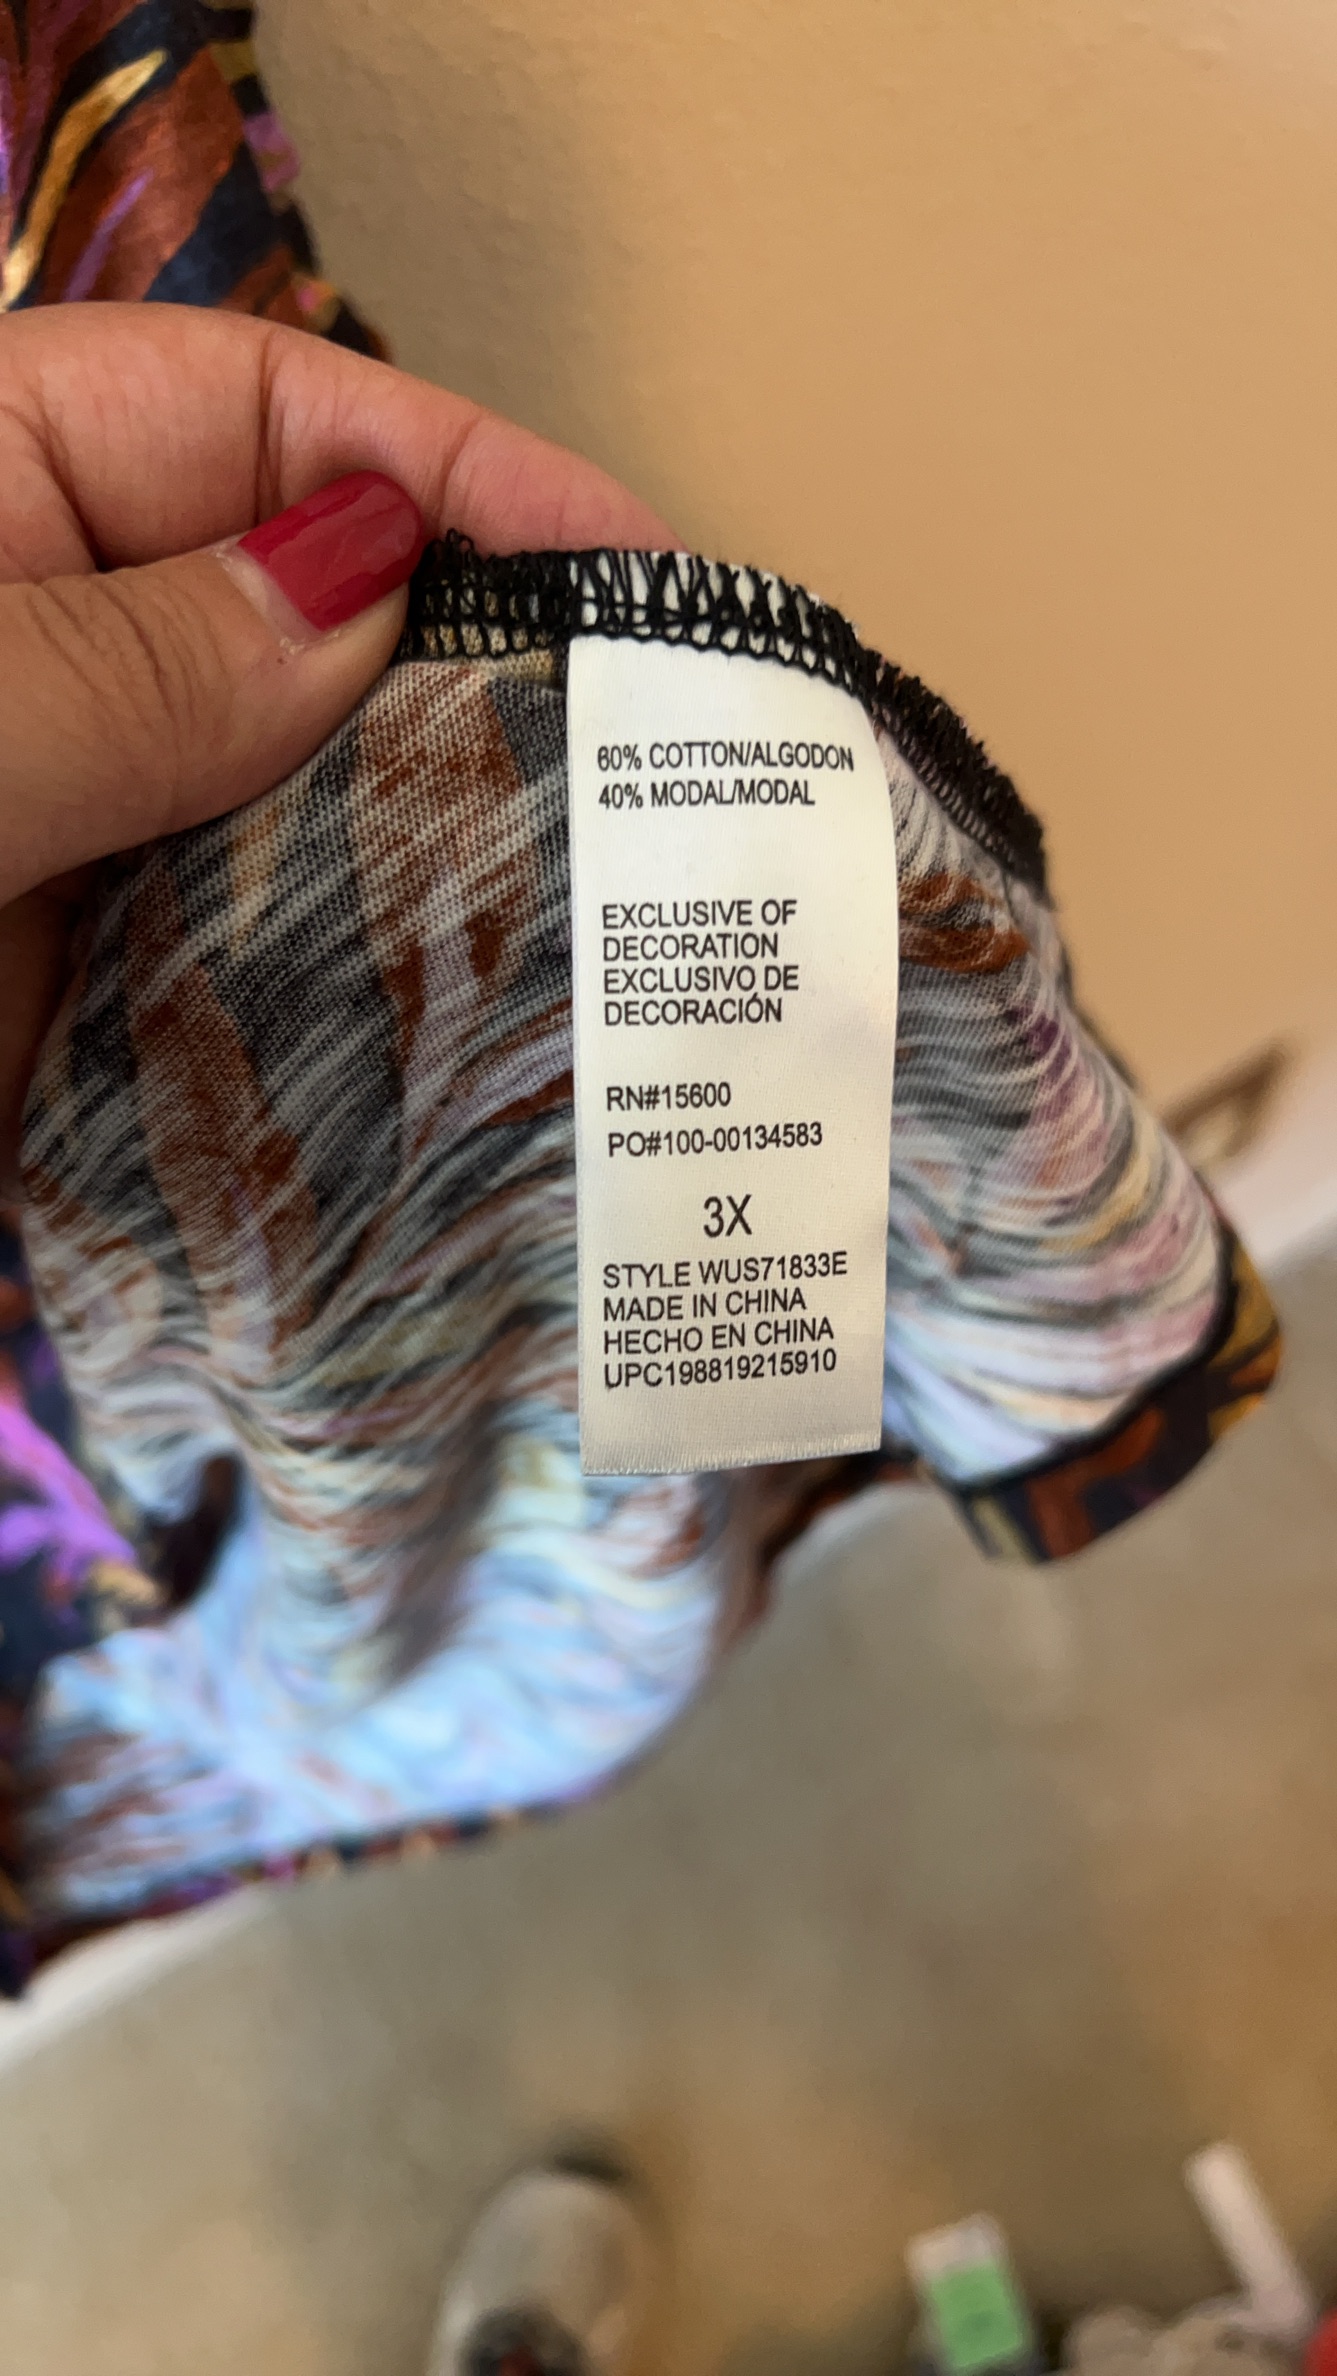 60% COTTON/ALGODON
40% MODAL/MODAL
EXCLUSIVE OF
DECORATION
EXCLUSIVO DE
DECORACIÓN
RN#15600
PO#100-00134583
3X
STYLE WUS71833E
MADE IN CHINA
HECHO EN CHINA
UPC198819215910